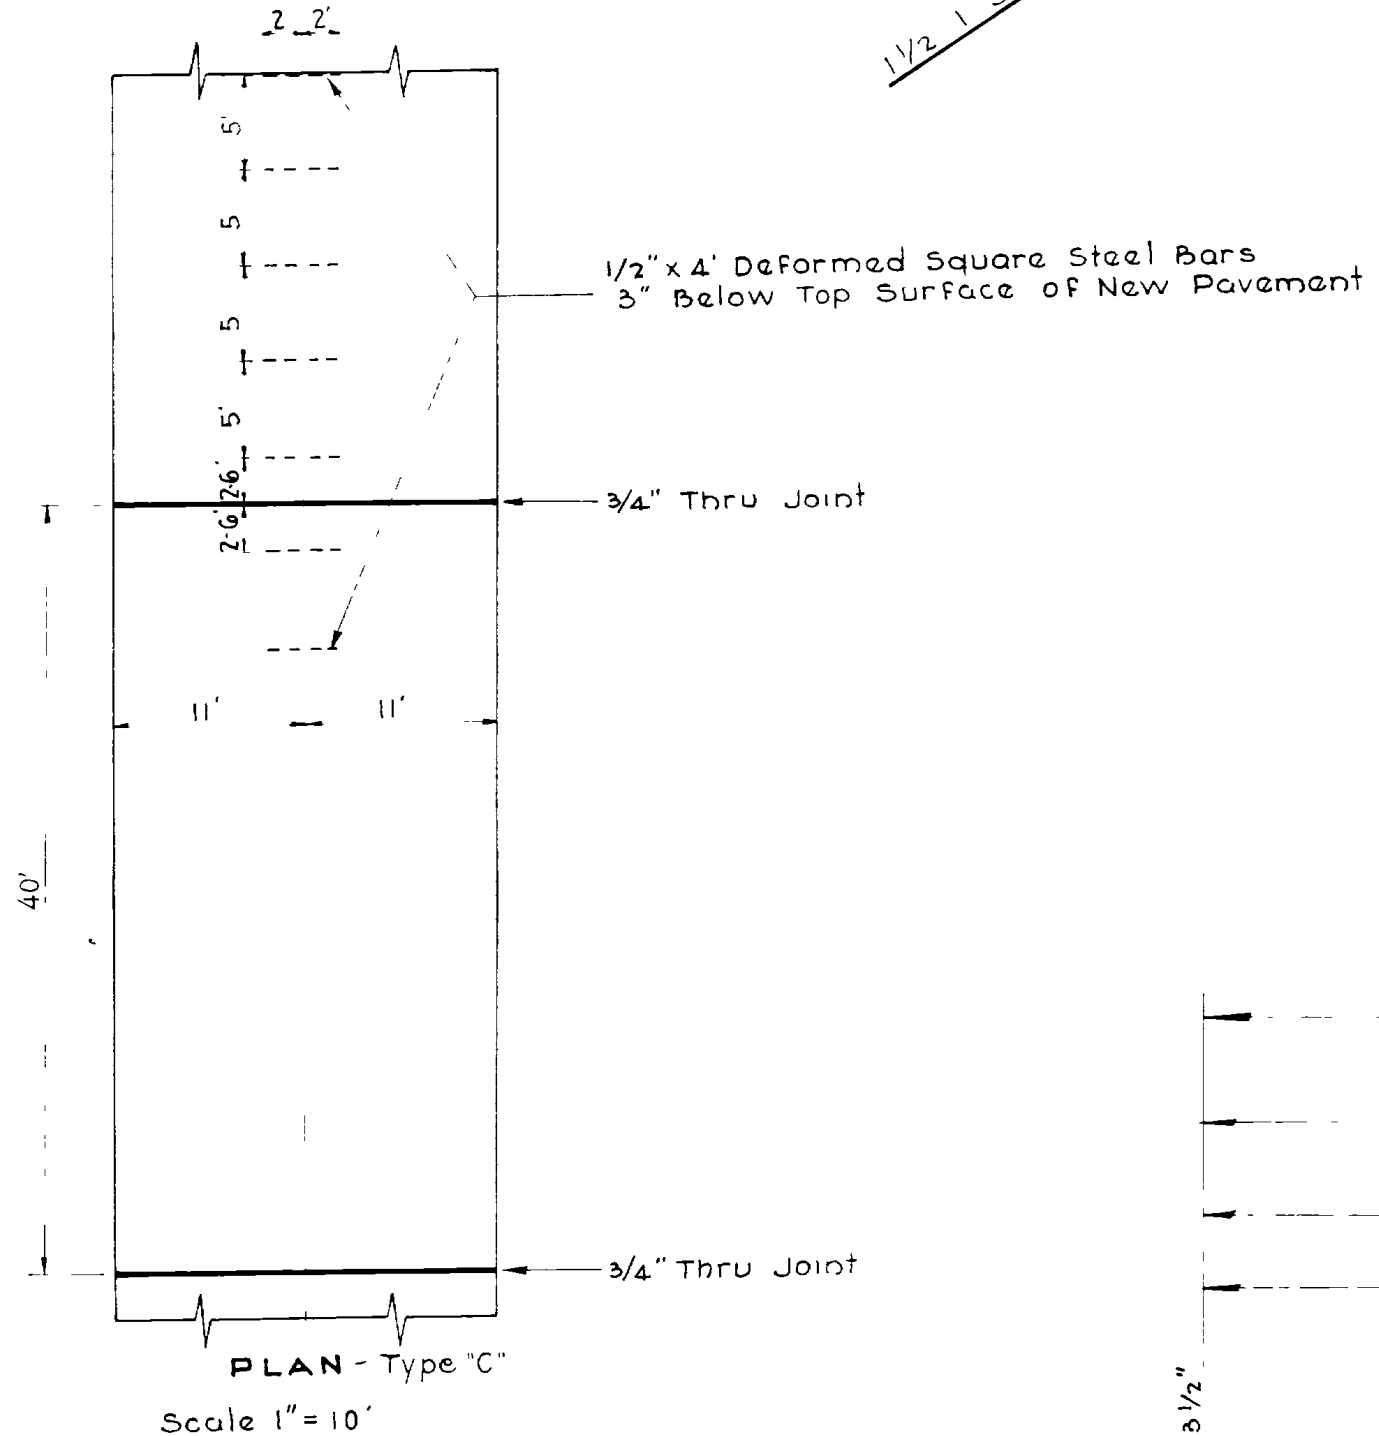 2 2'
1 1/2 1
5'
5
1/2" x 4' Deformed Square Steel Bars
3" Below Top Surface of New Pavement
5
5'
2-6'
3/4" Thru Joint
2-6'
11' 11'
40'
3/4" Thru Joint
PLAN - Type "C"
Scale 1" = 10'
3 1/2"